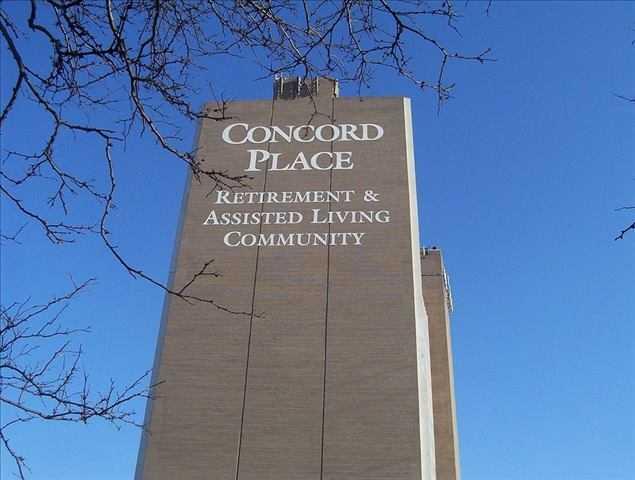 CONCORD
PLACE
RETIREMENT &
ASSISTED LIVING
COMMUNITY